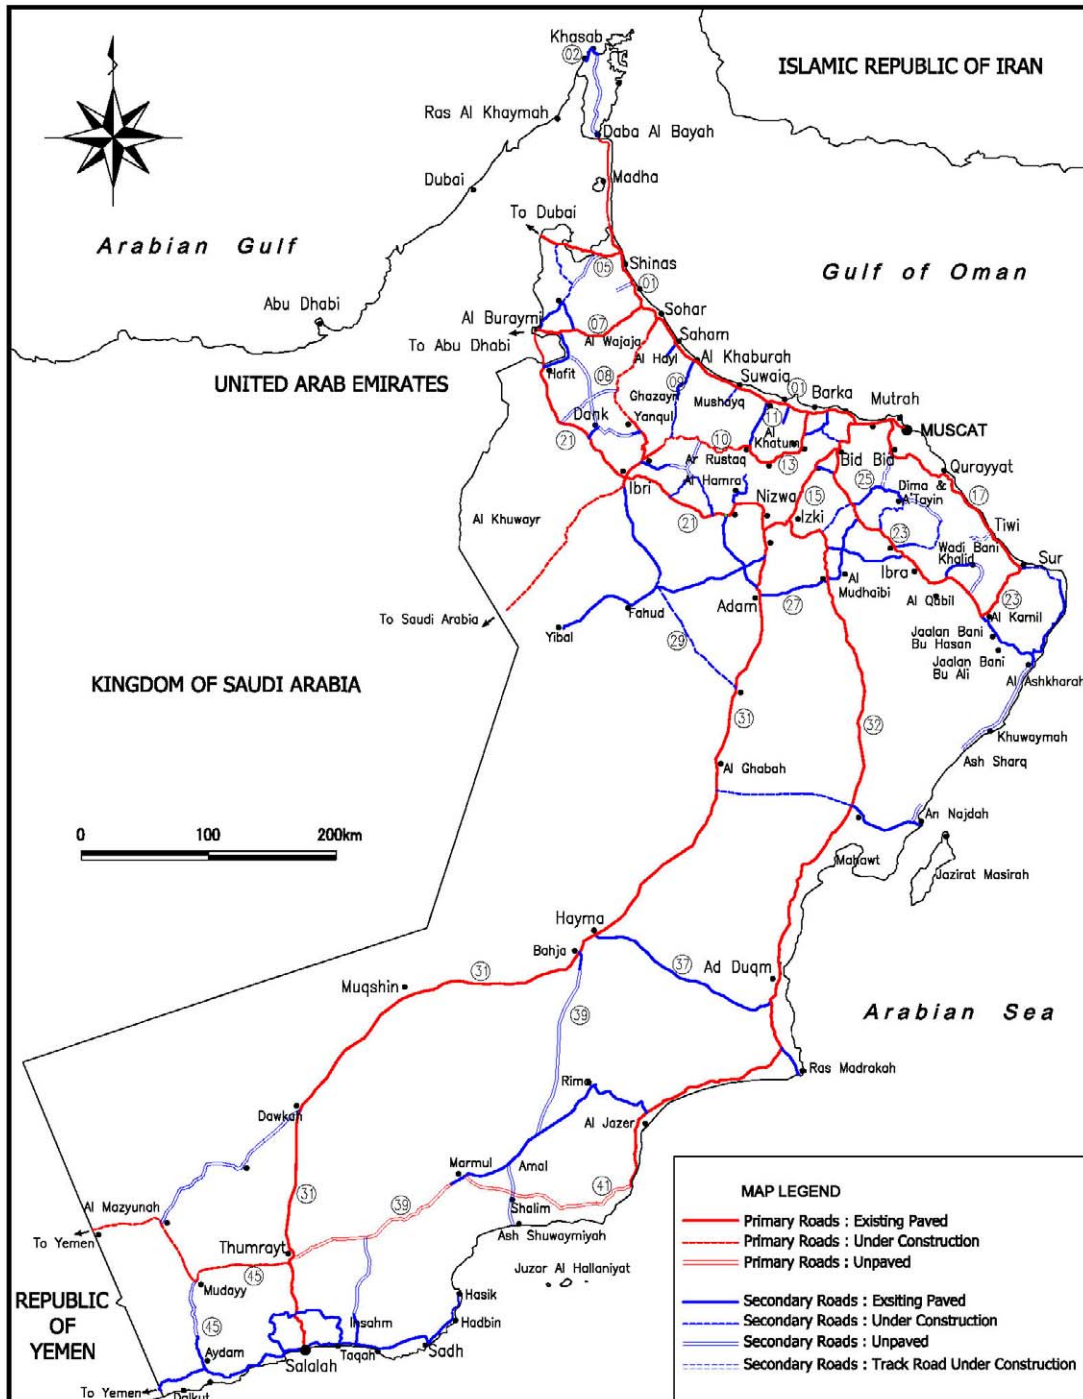 Khasab
02
ISLAMIC REPUBLIC OF IRAN
Ras Al Khaymah
Daba Al Bayah
Dubai
Madha
To Dubai
Arabian Gulf
05
Shinas
Gulf of Oman
01
Abu Dhabi
Sohar
Al Buraymi
07
To Abu Dhabi
Al Wajaja
Saham
Al Hayl
Al Khaburah
UNITED ARAB EMIRATES
Hafit
08
09
Suwaiq
01
Ghazayn
Mushayq
Barka
Mutrah
Dank
Yanqul
11
MUSCAT
21
10
Al
Khatum
Ar Rustaq
13
Bid Bid
Qurayyat
Ibri
Al Hamra
25
Dima &
A'Tayin
17
Nizwa
15
Al Khuwayr
21
Izki
Tiwi
23
Wadi Bani
Khalid
Sur
Ibra
Al
Mudhaibi
To Saudi Arabia
Fahud
Adam
27
Al Qabil
23
Al Kamil
Yibal
29
Jaalan Bani
Bu Hasan
Jaalan Bani
Bu Ali
Al Ashkharah
KINGDOM OF SAUDI ARABIA
31
32
Khuwaymah
Ash Sharq
Al Ghabah
0 100 200km
An Najdah
Mahawt
Jazirat Masirah
Hayma
Bahja
37
Ad Duqm
Muqshin
31
39
Arabian Sea
Ras Madrakah
Rima
Dawkah
Al Jazer
Marmul
Amal
Al Mazyunah
31
39
41
Shalim
To Yemen
Ash Shuwaymiyah
Thumrayt
45
Mudayy
Juzor Al Hallaniyat
Hasik
REPUBLIC
OF
YEMEN
45
Insahm
Hadbin
Aydam
Salalah
Taqah
Sadh
To Yemen
Dalkut
MAP LEGEND
Primary Roads : Existing Paved
Primary Roads : Under Construction
Primary Roads : Unpaved
Secondary Roads : Exsiting Paved
Secondary Roads : Under Construction
Secondary Roads : Unpaved
Secondary Roads : Track Road Under Construction